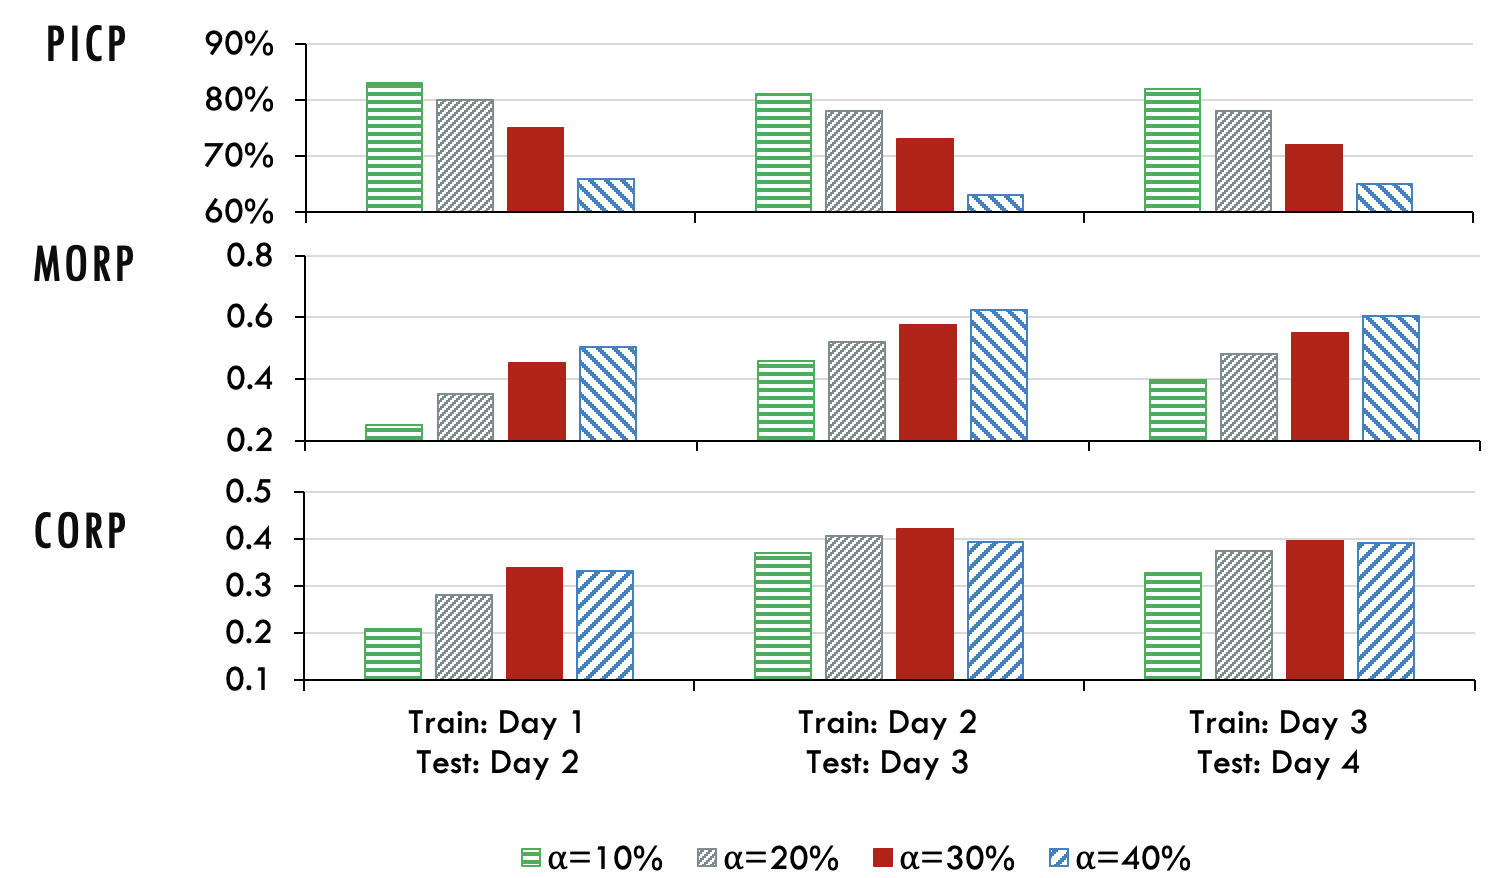 PICP
90%
80%
70%
60%
MORP
0.8
0.6
0.4
0.2
CORP
0.5
0.4
0.3
0.2
0.1
Train: Day 1
Test: Day 2
Train: Day 2
Test: Day 3
Train: Day 3
Test: Day 4
α=10%
α=20%
α=30%
α=40%